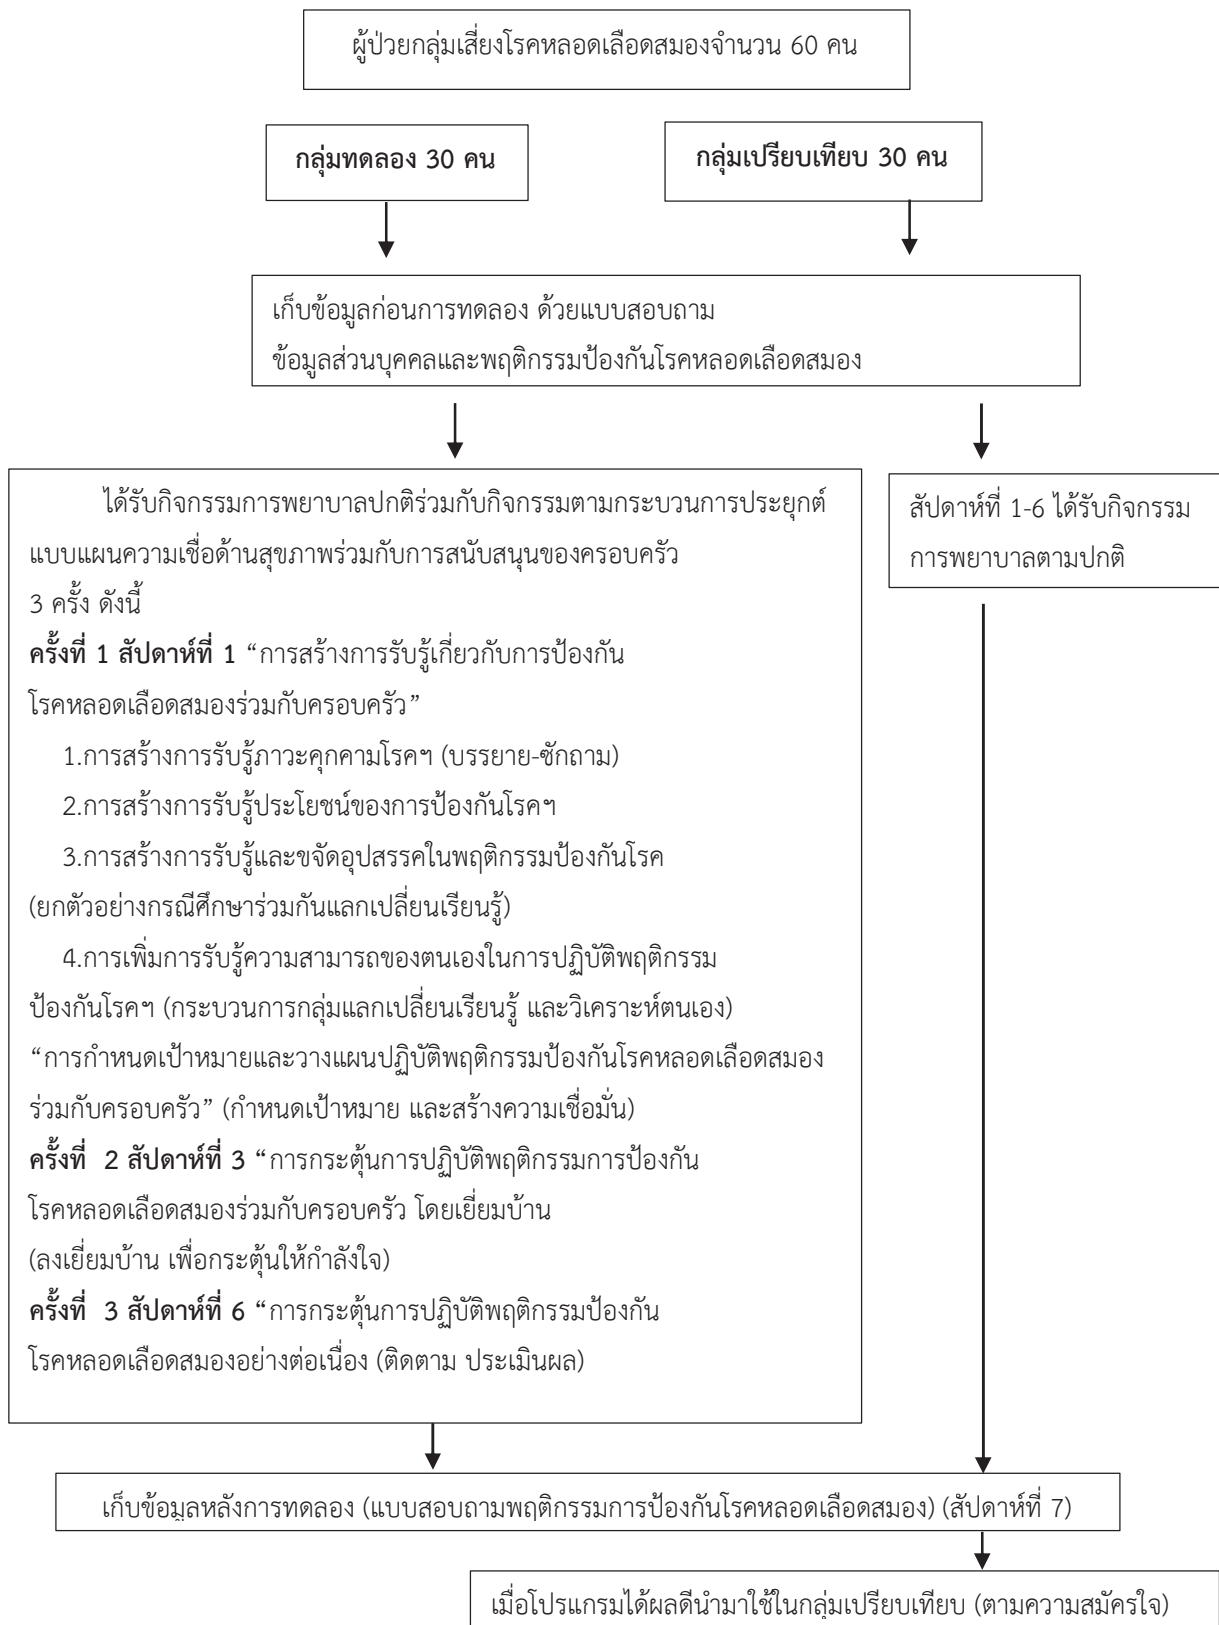 ผู้ป่วยกลุ่มเสี่ยงโรคหลอดเลือดสมองจำนวน 60 คน
กลุ่มทดลอง 30 คน
กลุ่มเปรียบเทียบ 30 คน
เก็บข้อมูลก่อนการทดลอง ด้วยแบบสอบถาม
ข้อมูลส่วนบุคคลและพฤติกรรมป้องกันโรคหลอดเลือดสมอง
ได้รับกิจกรรมการพยาบาลปกติร่วมกับกิจกรรมตามกระบวนการประยุกต์
แบบแผนความเชื่อด้านสุขภาพร่วมกับการสนับสนุนของครอบครัว
3 ครั้ง ดังนี้
ครั้งที่ 1 สัปดาห์ที่ 1 “การสร้างการรับรู้เกี่ยวกับการป้องกัน
โรคหลอดเลือดสมองร่วมกับครอบครัว”
1.การสร้างการรับรู้ภาวะคุกคามโรคฯ (บรรยาย-ซักถาม)
2.การสร้างการรับรู้ประโยชน์ของการป้องกันโรคฯ
3.การสร้างการรับรู้และขจัดอุปสรรคในพฤติกรรมป้องกันโรค
(ยกตัวอย่างกรณีศึกษาร่วมกันแลกเปลี่ยนเรียนรู้)
4.การเพิ่มการรับรู้ความสามารถของตนเองในการปฏิบัติพฤติกรรม
ป้องกันโรคฯ (กระบวนการกลุ่มแลกเปลี่ยนเรียนรู้ และวิเคราะห์ตนเอง)
“การกำหนดเป้าหมายและวางแผนปฏิบัติพฤติกรรมป้องกันโรคหลอดเลือดสมอง
ร่วมกับครอบครัว” (กำหนดเป้าหมาย และสร้างความเชื่อมั่น)
ครั้งที่ 2 สัปดาห์ที่ 3 “การกระตุ้นการปฏิบัติพฤติกรรมการป้องกัน
โรคหลอดเลือดสมองร่วมกับครอบครัว โดยเยี่ยมบ้าน
(ลงเยี่ยมบ้าน เพื่อกระตุ้นให้กำลังใจ)
ครั้งที่ 3 สัปดาห์ที่ 6 “การกระตุ้นการปฏิบัติพฤติกรรมป้องกัน
โรคหลอดเลือดสมองอย่างต่อเนื่อง (ติดตาม ประเมินผล)
สัปดาห์ที่ 1-6 ได้รับกิจกรรม
การพยาบาลตามปกติ
เก็บข้อมูลหลังการทดลอง (แบบสอบถามพฤติกรรมการป้องกันโรคหลอดเลือดสมอง) (สัปดาห์ที่ 7)
เมื่อโปรแกรมได้ผลดีนำมาใช้ในกลุ่มเปรียบเทียบ (ตามความสมัครใจ)